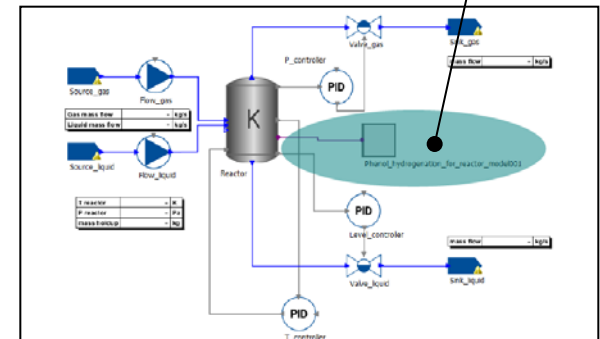 Valve_gas
Sink_gas
P_controller
mass flow - kg/s
Source_gas
Flow_gas
PID
Gas mass flow - kg/s
Liquid mass flow - kg/s
K
Phenol_hydrogenation_for_reactor_model001
Source_liquid
Flow_liquid
Reactor
T reactor - K
P reactor - Pa
mass holdup - kg
PID
Level_controller
mass flow - kg/s
Valve_liquid
Sink_liquid
PID
T_controller